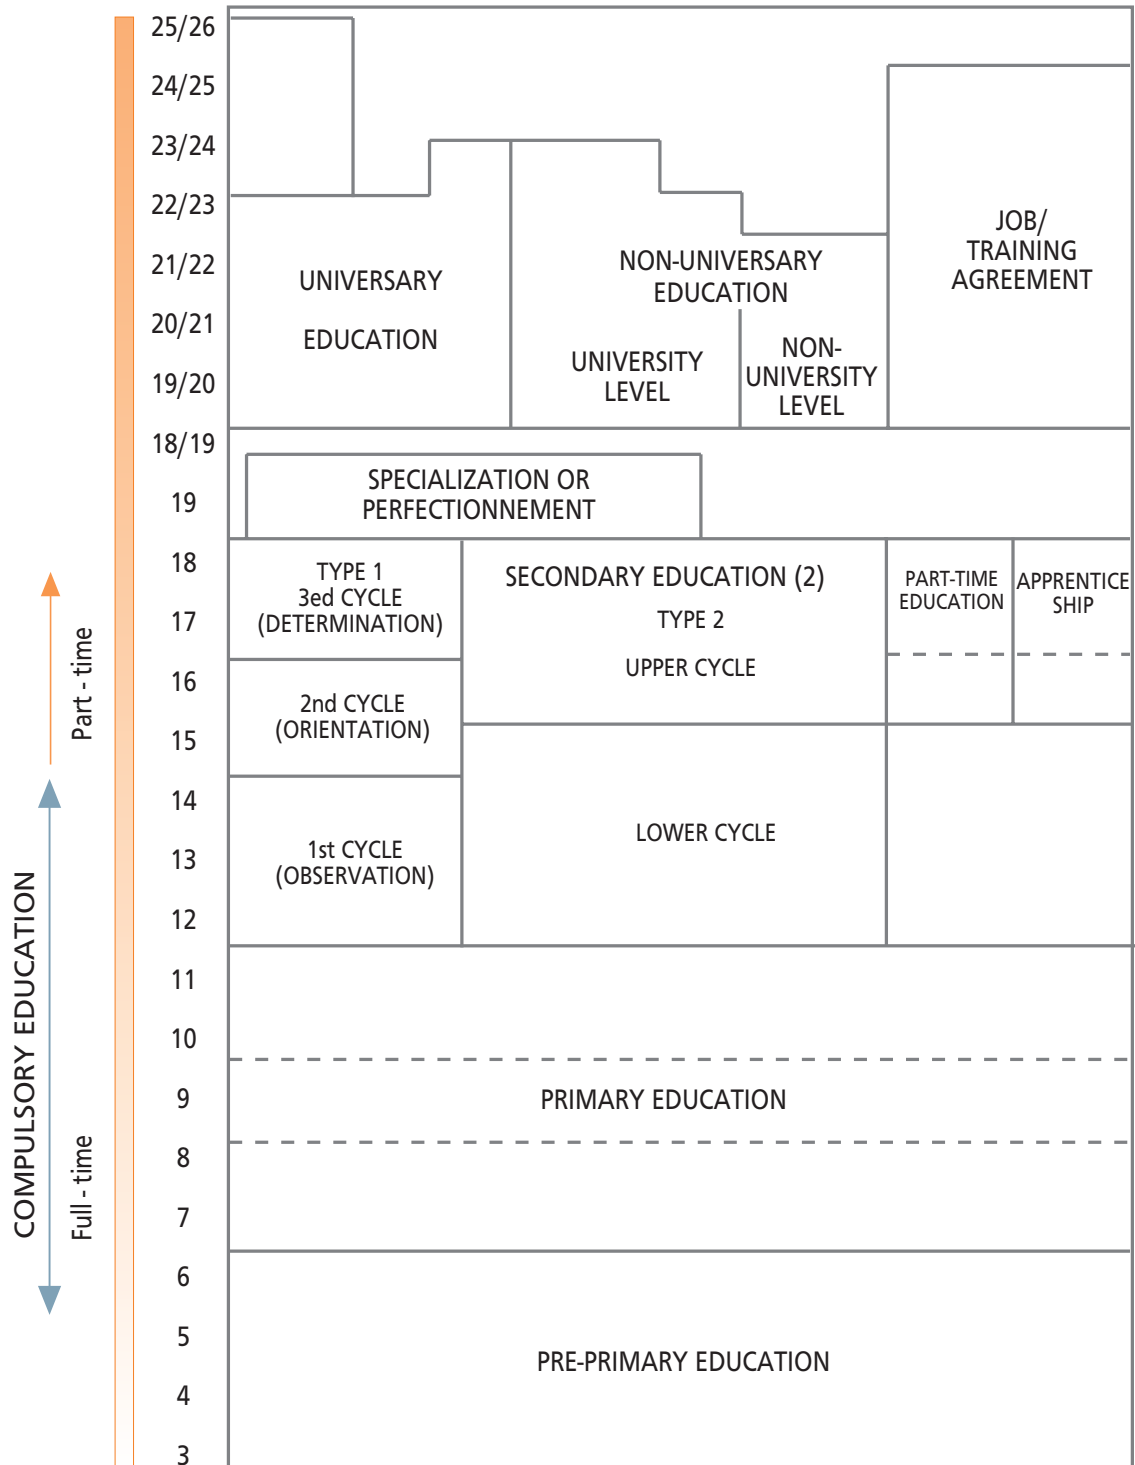 25/26
24/25
23/24
22/23
21/22
20/21
19/20
18/19
19
18
17
16
15
14
13
12
11
10
9
8
7
6
5
4
3
Part - time
Full - time
COMPULSORY EDUCATION
UNIVERSARY
EDUCATION
NON-UNIVERSARY
EDUCATION
UNIVERSITY
LEVEL
NON-
UNIVERSITY
LEVEL
JOB/
TRAINING
AGREEMENT
SPECIALIZATION OR
PERFECTIONNEMENT
TYPE 1
3ed CYCLE
(DETERMINATION)
2nd CYCLE
(ORIENTATION)
1st CYCLE
(OBSERVATION)
SECONDARY EDUCATION (2)
TYPE 2
UPPER CYCLE
LOWER CYCLE
PART-TIME
EDUCATION
APPRENTICE
SHIP
PRIMARY EDUCATION
PRE-PRIMARY EDUCATION